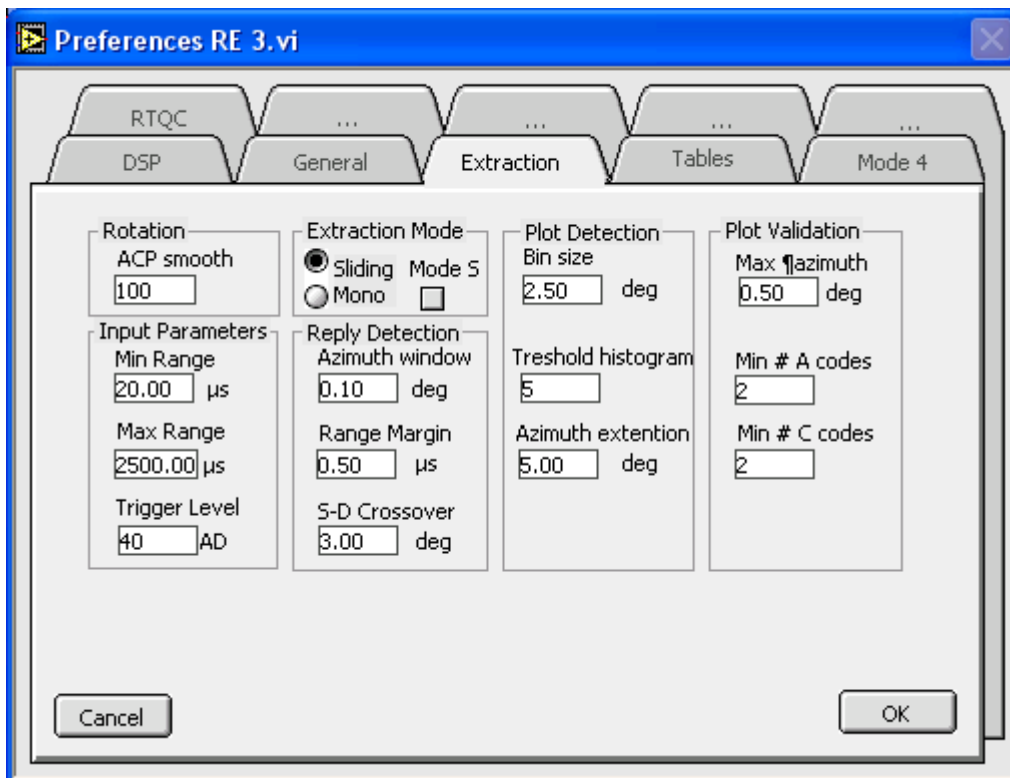 Preferences RE 3.vi
RTQC ... ... ... ...
DSP General Extraction Tables Mode 4
Rotation
ACP smooth
100
Input Parameters
Min Range
20.00 µs
Max Range
2500.00 µs
Trigger Level
40 AD
Extraction Mode
Sliding Mode S
Mono
Reply Detection
Azimuth window
0.10 deg
Range Margin
0.50 µs
S-D Crossover
3.00 deg
Plot Detection
Bin size
2.50 deg
Treshold histogram
5
Azimuth extention
5.00 deg
Plot Validation
Max ¶azimuth
0.50 deg
Min # A codes
2
Min # C codes
2
Cancel OK